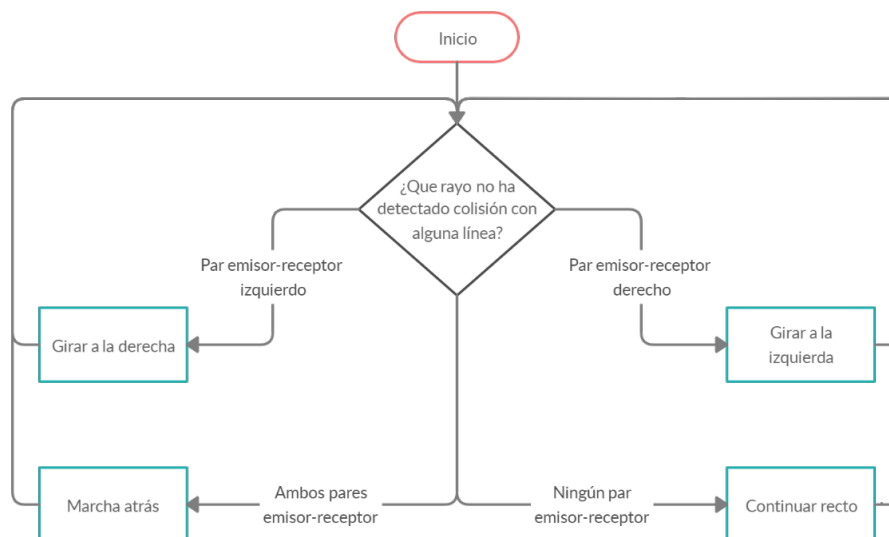 Inicio
¿Que rayo no ha
detectado colisión con
alguna línea?
Par emisor-receptor
izquierdo
Par emisor-receptor
derecho
Girar a la derecha
Girar a la
izquierda
Marcha atrás
Ambos pares
emisor-receptor
Ningún par
emisor-receptor
Continuar recto